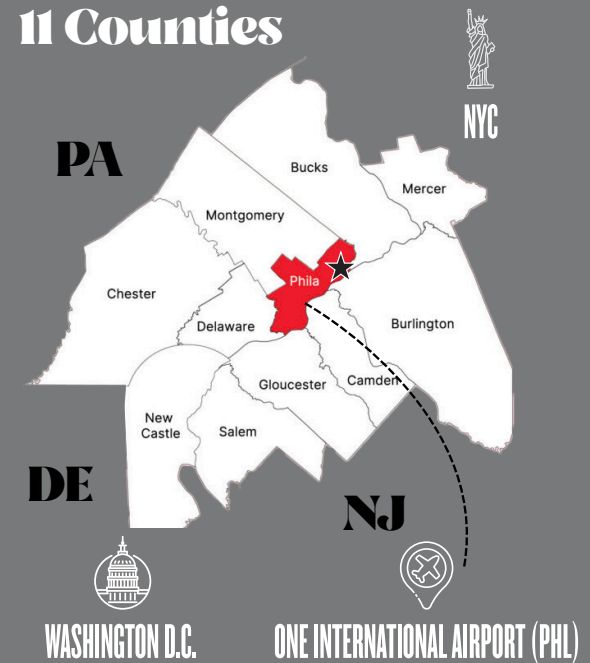 11 Counties
NYC
PA
Bucks
Mercer
Montgomery
Phila
Chester
Delaware
Burlington
Gloucester
Camden
New
Castle
Salem
DE
NJ
WASHINGTON D.C.
ONE INTERNATIONAL AIRPORT (PHL)